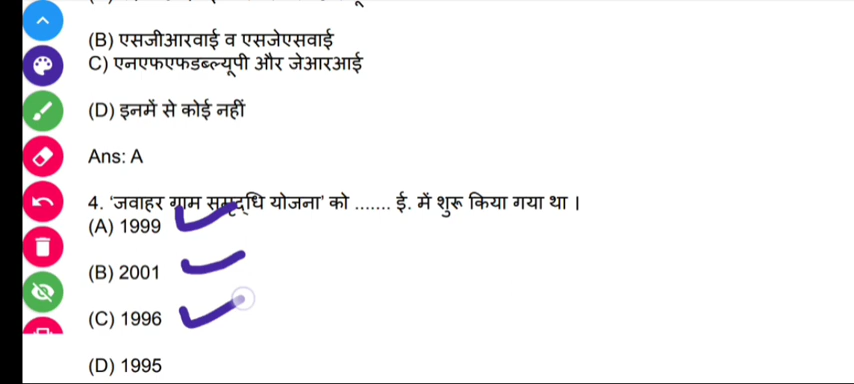 (B) एसजीआरवाई व एसजेएसवाई
C) एनएफएफडब्ल्यूपी और जेआरआई
(D) इनमें से कोई नहीं
Ans: A
4. 'जवाहर ग्राम समृद्धि योजना' को ....... ई. में शुरू किया गया था ।
(A) 1999
(B) 2001
(C) 1996
(D) 1995